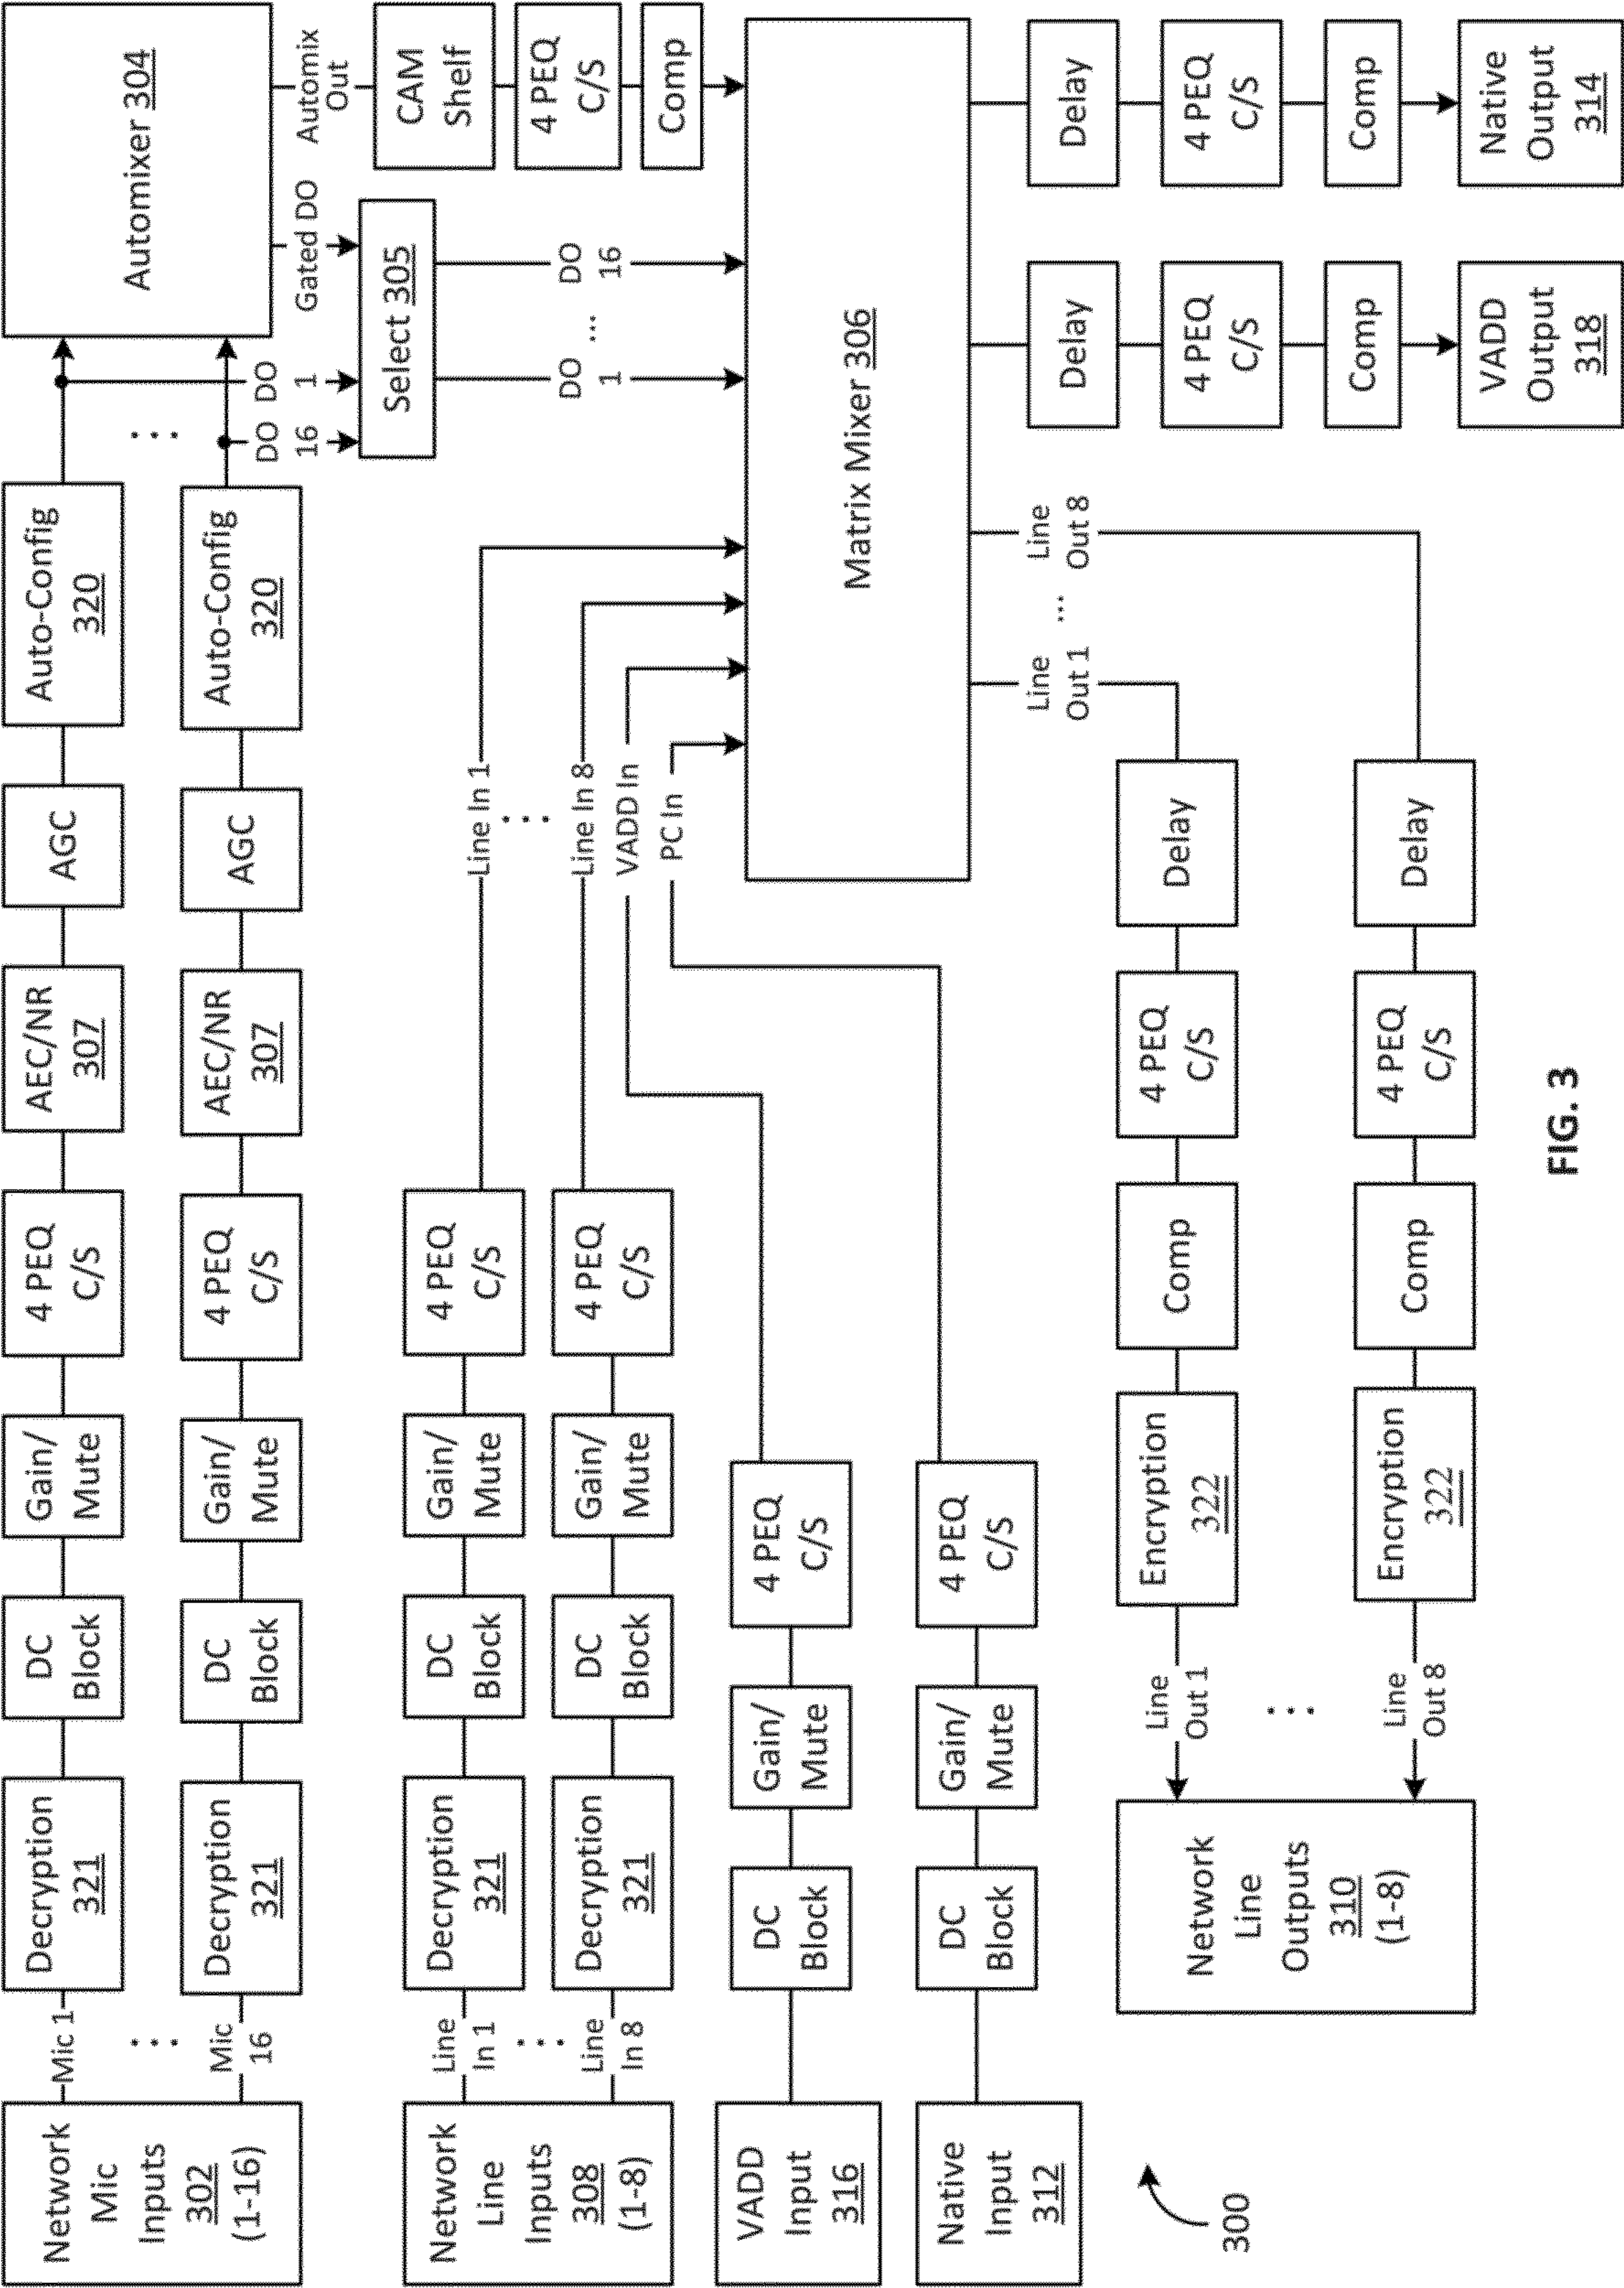 Network
Mic
Inputs
302
(1-16)
Mic 1
Decryption
321
DC
Block
Gain/
Mute
4 PEQ
C/S
AEC/NR
307
AGC
Auto-Config
320
Automixer 304
Mic
16
Decryption
321
DC
Block
Gain/
Mute
4 PEQ
C/S
AEC/NR
307
AGC
Auto-Config
320
DO
1
DO
16
Gated DO
Automix
Out
Select 305
CAM
Shelf
4 PEQ
C/S
Comp
DO
1
...
DO
16
Network
Line
Inputs
308
(1-8)
Line
In 1
Decryption
321
DC
Block
Gain/
Mute
4 PEQ
C/S
Line In 1
Line
In 8
Decryption
321
DC
Block
Gain/
Mute
4 PEQ
C/S
Line In 8
VADD
Input
316
DC
Block
Gain/
Mute
4 PEQ
C/S
VADD In
Native
Input
312
DC
Block
Gain/
Mute
4 PEQ
C/S
PC In
Matrix Mixer 306
Line
Out 1
...
Line
Out 8
Delay
4 PEQ
C/S
Comp
VADD
Output
318
Delay
4 PEQ
C/S
Comp
Native
Output
314
Network
Line
Outputs
310
(1-8)
Line
Out 1
Encryption
322
Comp
4 PEQ
C/S
Delay
Line
Out 8
Encryption
322
Comp
4 PEQ
C/S
Delay
300
FIG. 3